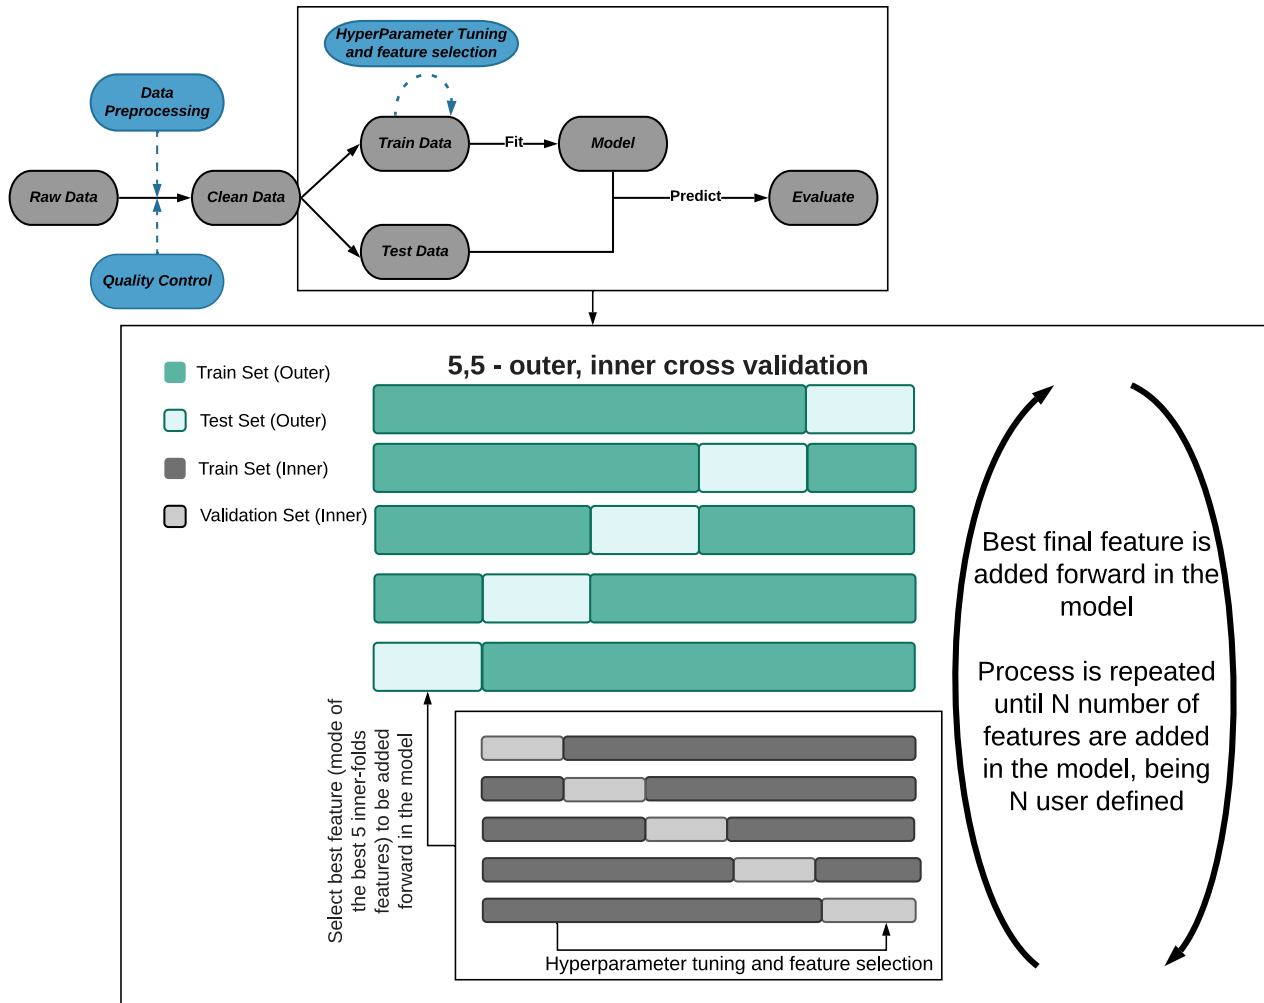 HyperParameter Tuning
and feature selection
Data
Preprocessing
Train Data
Fit
Model
Raw Data
Clean Data
Predict
Evaluate
Test Data
Quality Control
5,5 - outer, inner cross validation
Train Set (Outer)
Test Set (Outer)
Train Set (Inner)
Validation Set (Inner)
Best final feature is
added forward in the
model
Process is repeated
until N number of
features are added
in the model, being
N user defined
Select best feature (mode of
the best 5 inner-folds
features) to be added
forward in the model
Hyperparameter tuning and feature selection